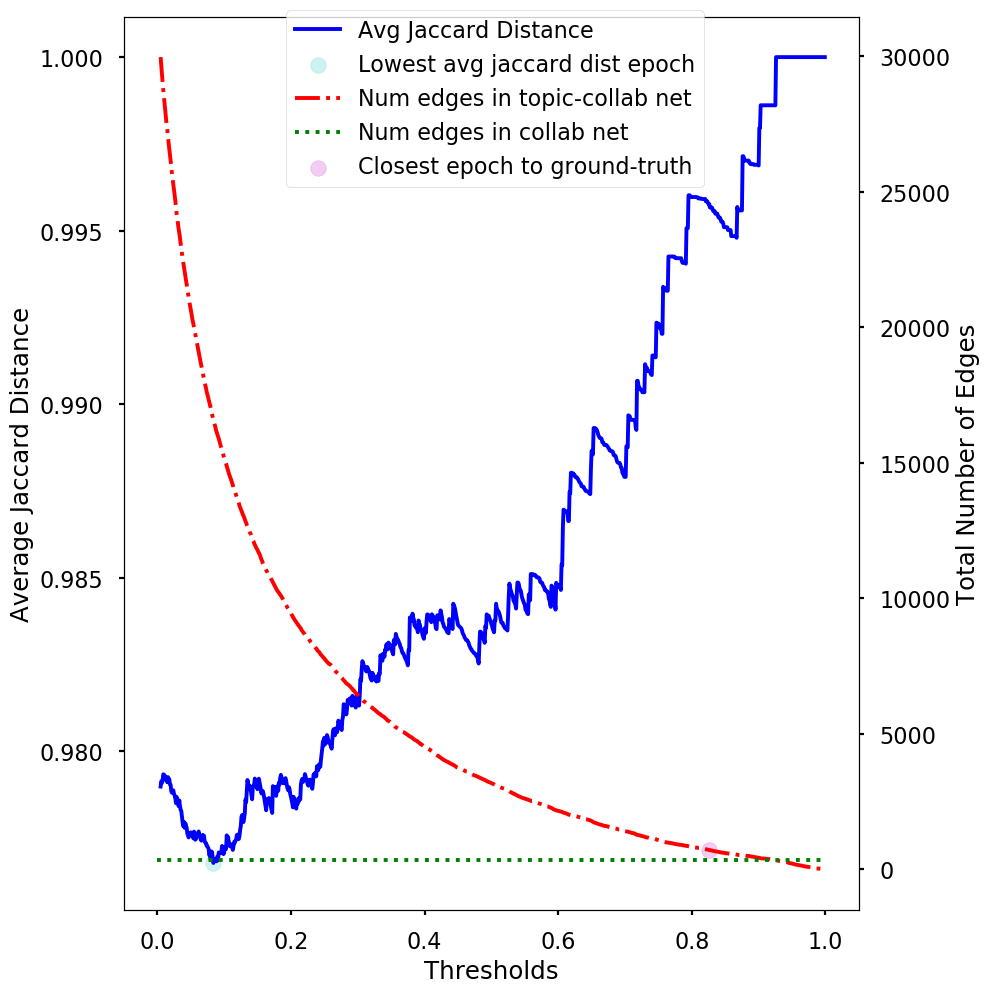 Avg Jaccard Distance
Lowest avg jaccard dist epoch
Num edges in topic-collab net
Num edges in collab net
Closest epoch to ground-truth
1.000
0.995
0.990
0.985
0.980
Average Jaccard Distance
30000
25000
20000
15000
10000
5000
0
Total Number of Edges
0.0 0.2 0.4 0.6 0.8 1.0
Thresholds